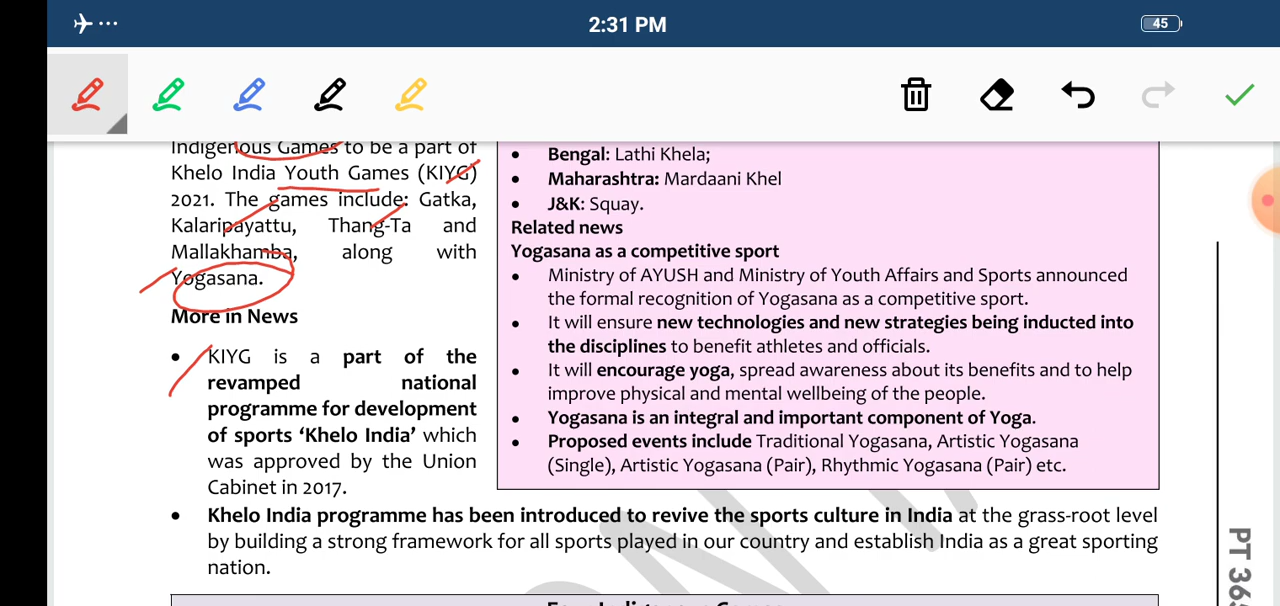 2:31 PM
45
Indigenous Games to be a part of
Khelo India Youth Games (KIYG)
2021. The games include: Gatka,
Kalaripayattu, Thang-Ta and
Mallakhamba, along with
Yogasana.
More in News
• KIYG is a part of the
revamped national
programme for development
of sports ‘Khelo India’ which
was approved by the Union
Cabinet in 2017.
• Bengal: Lathi Khela;
• Maharashtra: Mardaani Khel
• J&K: Squay.
Related news
Yogasana as a competitive sport
• Ministry of AYUSH and Ministry of Youth Affairs and Sports announced
the formal recognition of Yogasana as a competitive sport.
• It will ensure new technologies and new strategies being inducted into
the disciplines to benefit athletes and officials.
• It will encourage yoga, spread awareness about its benefits and to help
improve physical and mental wellbeing of the people.
• Yogasana is an integral and important component of Yoga.
• Proposed events include Traditional Yogasana, Artistic Yogasana
(Single), Artistic Yogasana (Pair), Rhythmic Yogasana (Pair) etc.
• Khelo India programme has been introduced to revive the sports culture in India at the grass-root level
by building a strong framework for all sports played in our country and establish India as a great sporting
nation.
PT 36